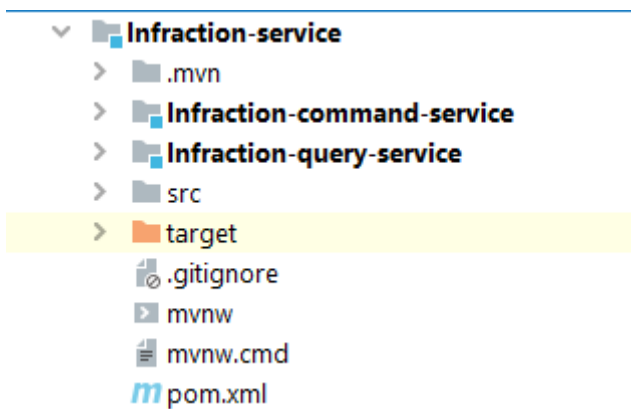 Infraction-service
.mvn
Infraction-command-service
Infraction-query-service
src
target
.gitignore
mvnw
mvnw.cmd
pom.xml